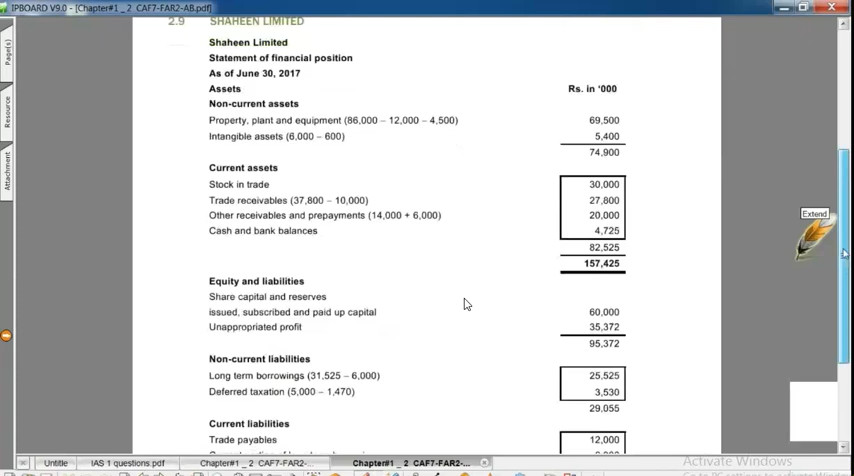 IPBOARD V9.0 - [Chapter#1 _ 2 CAF7-FAR2-AB.pdf]
2.9 SHAHEEN LIMITED
Shaheen Limited
Statement of financial position
As of June 30, 2017
Assets Rs. in ‘000
Non-current assets
Property, plant and equipment (86,000 – 12,000 – 4,500) 69,500
Intangible assets (6,000 – 600) 5,400
74,900
Current assets
Stock in trade 30,000
Trade receivables (37,800 – 10,000) 27,800
Other receivables and prepayments (14,000 + 6,000) 20,000
Cash and bank balances 4,725
82,525
157,425
Equity and liabilities
Share capital and reserves
issued, subscribed and paid up capital 60,000
Unappropriated profit 35,372
95,372
Non-current liabilities
Long term borrowings (31,525 – 6,000) 25,525
Deferred taxation (5,000 – 1,470) 3,530
29,055
Current liabilities
Trade payables 12,000
Page(s)
Resource
Attachment
Extend
Activate Windows
Untitle IAS 1 questions.pdf Chapter#1 _ 2 CAF7-FAR2-... Chapter#1 _ 2 CAF7-FAR2-...